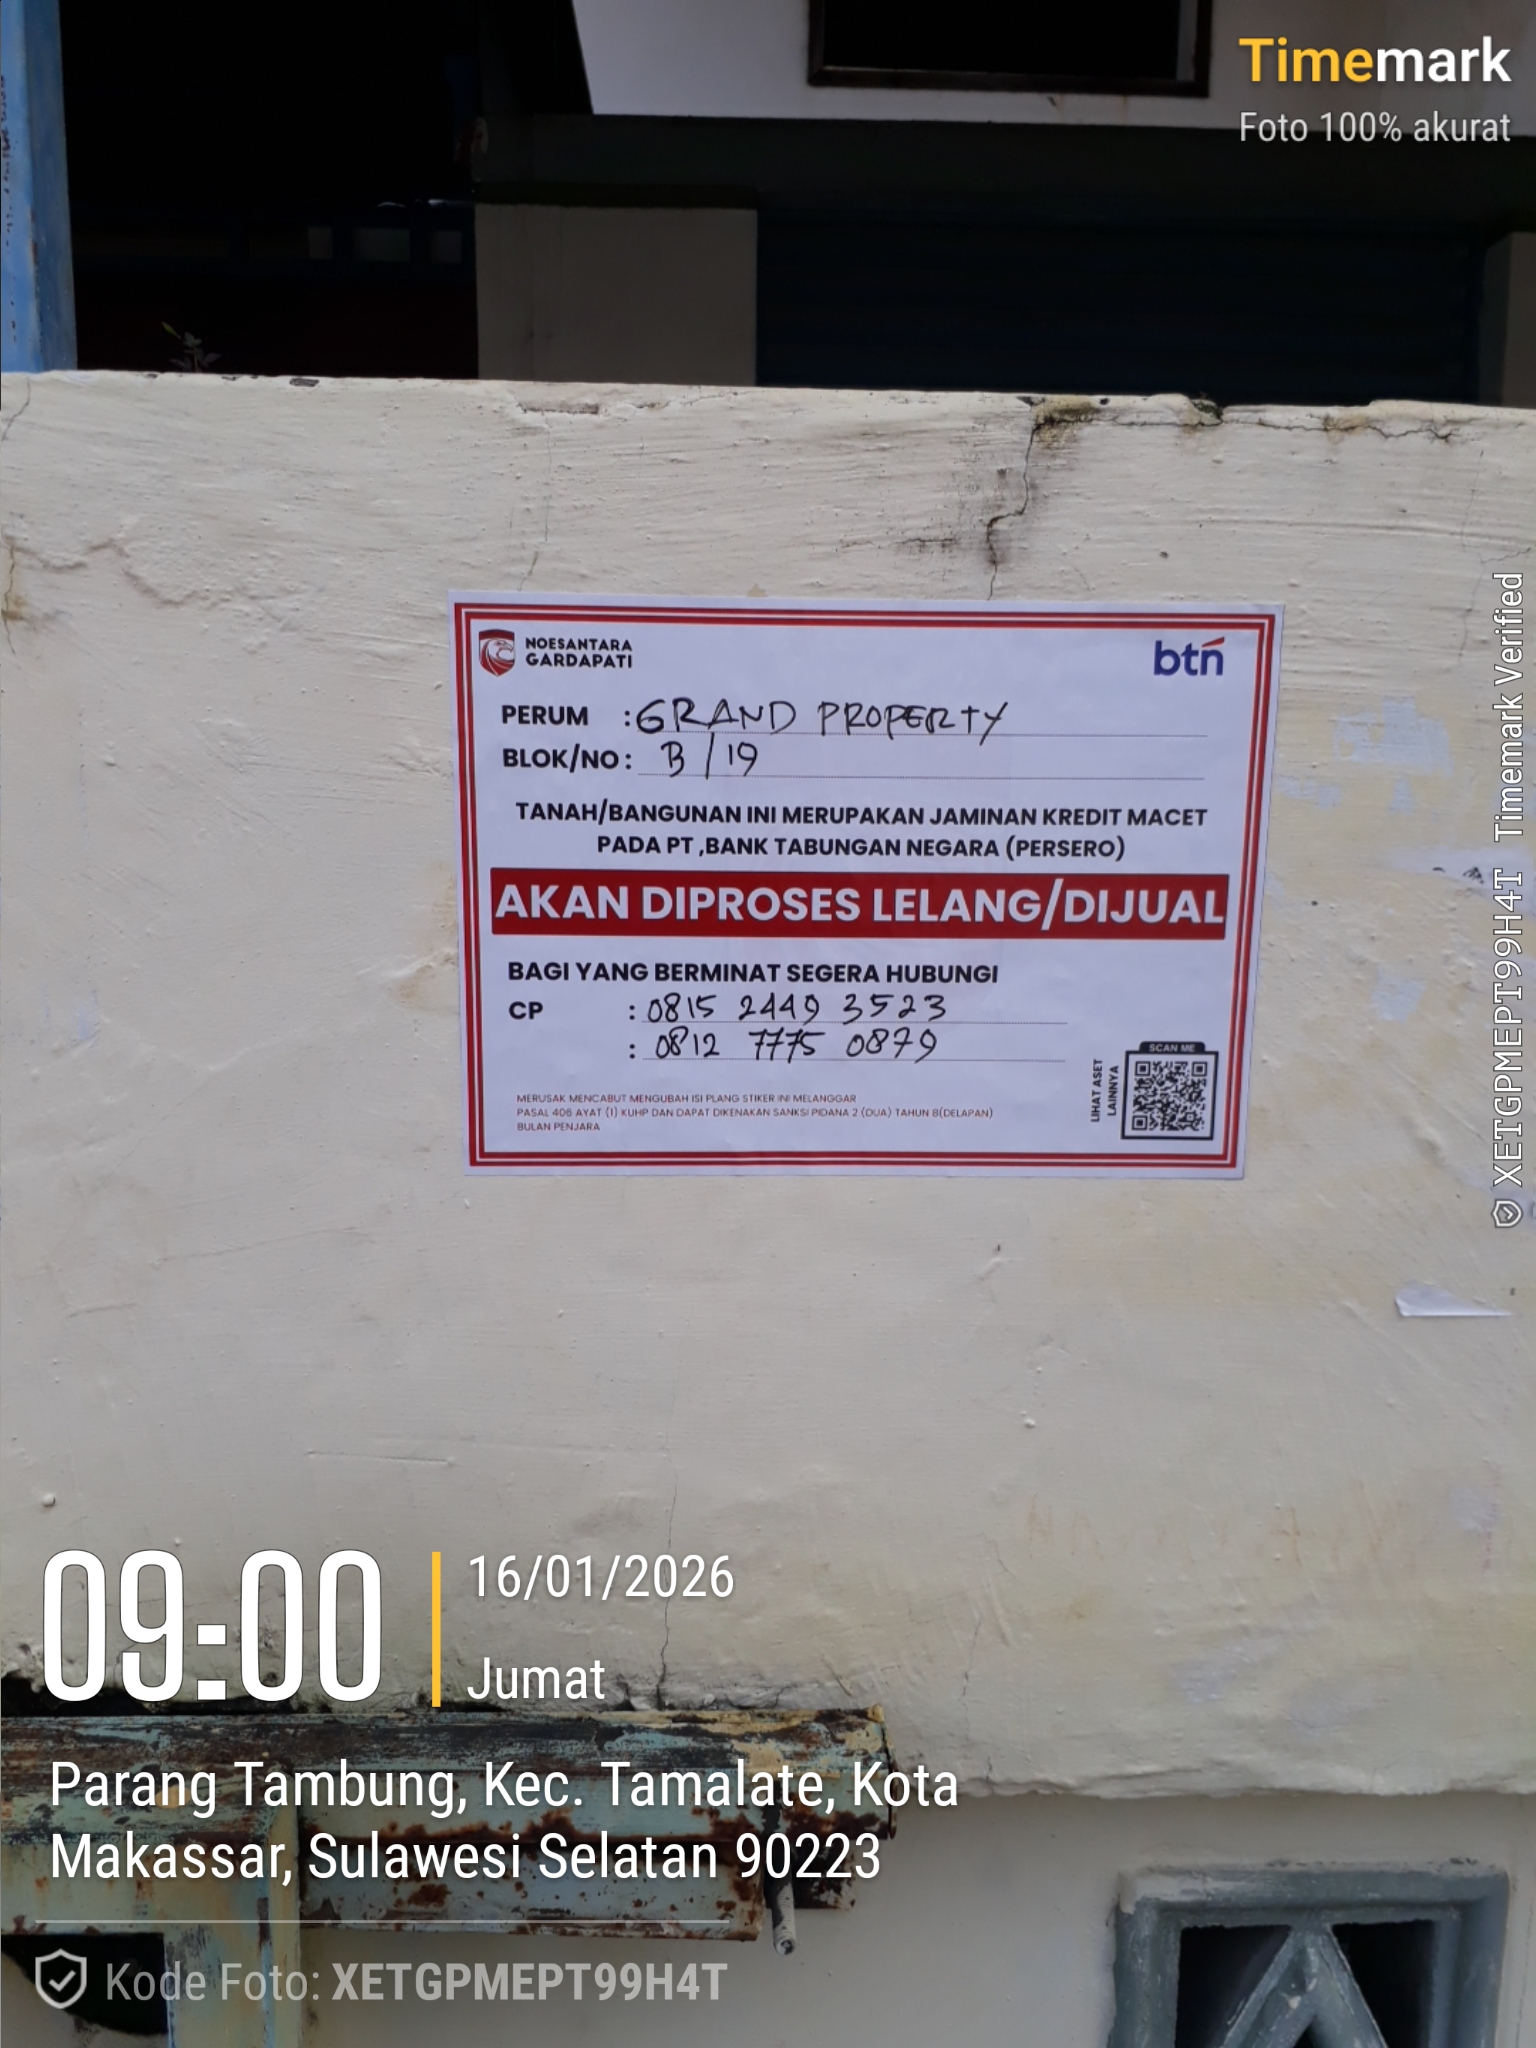 Timemark
Foto 100% akurat
NOESANTARA
GARDAPATI
btn
PERUM : GRAND PROPERTY
BLOK/NO : B / 19
TANAH/BANGUNAN INI MERUPAKAN JAMINAN KREDIT MACET
PADA PT ,BANK TABUNGAN NEGARA (PERSERO)
AKAN DIPROSES LELANG/DIJUAL
BAGI YANG BERMINAT SEGERA HUBUNGI
CP : 0815 2449 3523
: 0812 7775 0879
MERUSAK MENCABUT MENGUBAH ISI PLANG STIKER INI MELANGGAR
PASAL 406 AYAT (1) KUHP DAN DAPAT DIKENAKAN SANKSI PIDANA 2 (DUA) TAHUN 8(DELAPAN)
BULAN PENJARA
LIHAT ASET
LAINNYA
SCAN ME
XETGPMEPT99H4T Timemark Verified
09:00
16/01/2026
Jumat
Parang Tambung, Kec. Tamalate, Kota
Makassar, Sulawesi Selatan 90223
Kode Foto: XETGPMEPT99H4T